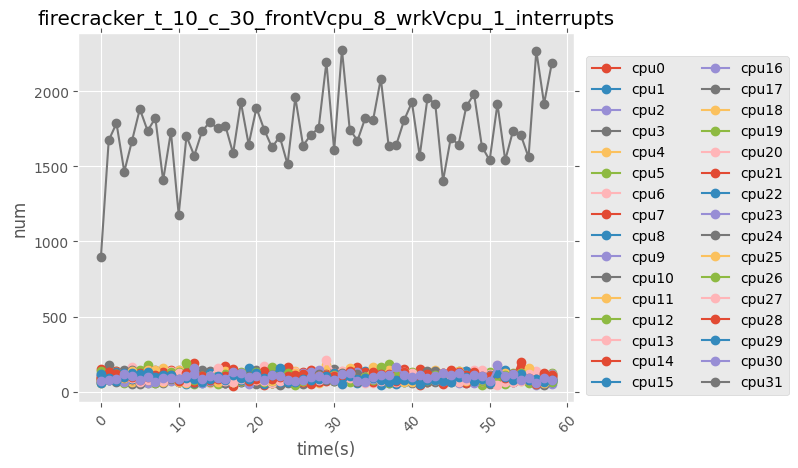 firecracker_t_10_c_30_frontVcpu_8_wrkVcpu_1_interrupts
num
2000
1500
1000
500
0
0
10
20
30
40
50
60
time(s)
cpu0
cpu1
cpu2
cpu3
cpu4
cpu5
cpu6
cpu7
cpu8
cpu9
cpu10
cpu11
cpu12
cpu13
cpu14
cpu15
cpu16
cpu17
cpu18
cpu19
cpu20
cpu21
cpu22
cpu23
cpu24
cpu25
cpu26
cpu27
cpu28
cpu29
cpu30
cpu31